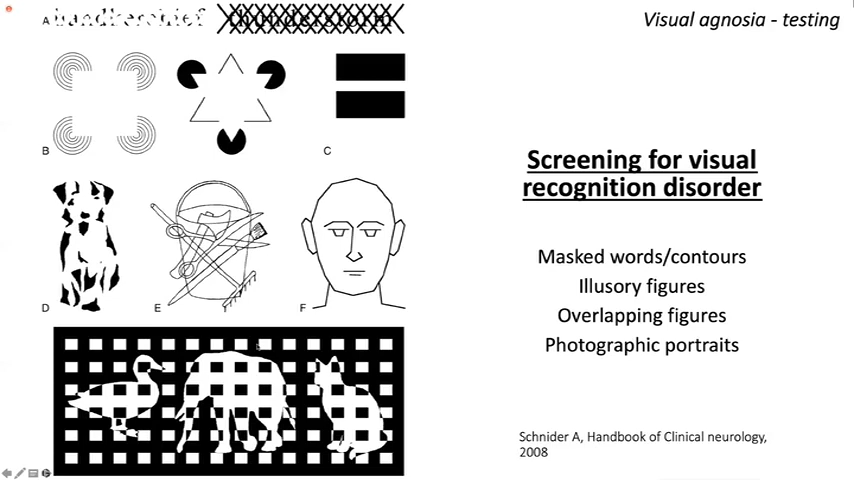 A handkerchief thunderstorm
Visual agnosia - testing
B
C
D
E
F
Screening for visual
recognition disorder
Masked words/contours
Illusory figures
Overlapping figures
Photographic portraits
Schnider A, Handbook of Clinical neurology,
2008